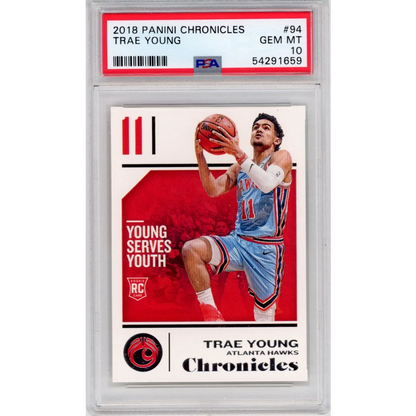 2018 PANINI CHRONICLES #94
TRAE YOUNG GEM MT
10
PSA 54291659
11
YOUNG
SERVES
YOUTH
11
RC
TRAE YOUNG
ATLANTA HAWKS
Chronicles